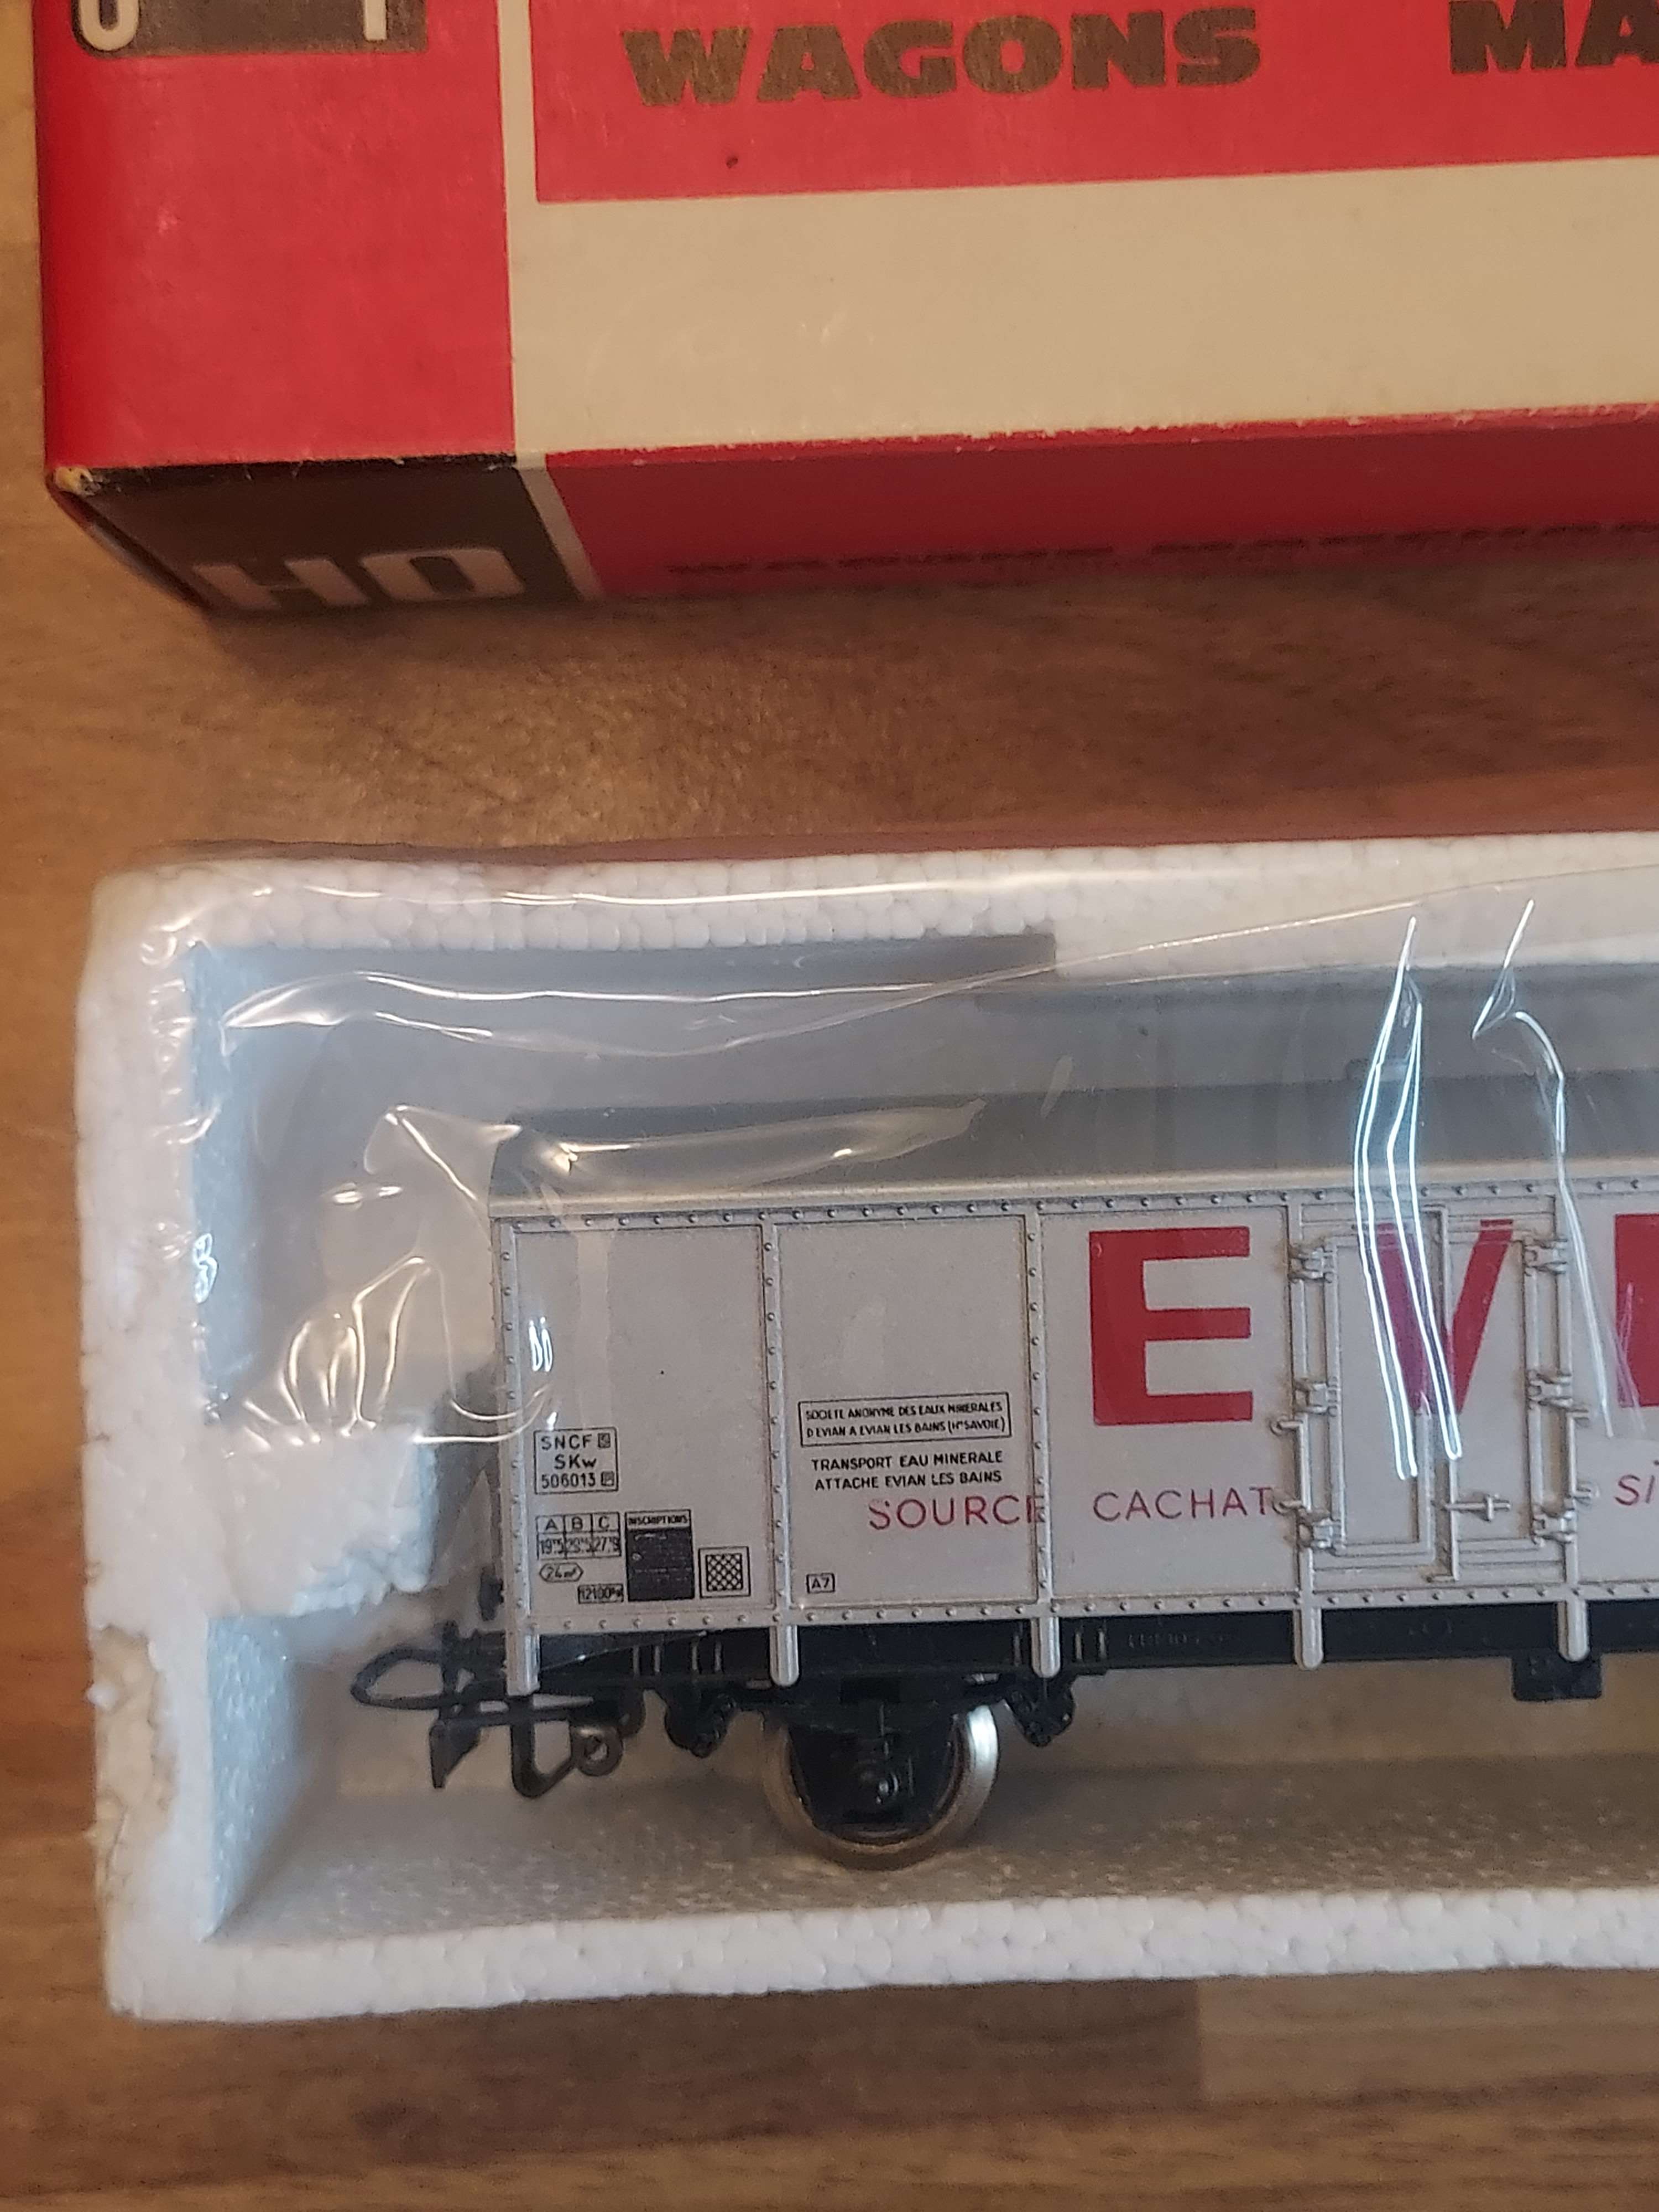 WAGONS MA
HO
E V
SNCF
SKw
506013
SOCIETE ANONYME DES EAUX MINERALES
D EVIAN A EVIAN LES BAINS (Hte SAVOIE)
TRANSPORT EAU MINERALE
ATTACHE EVIAN LES BAINS
SOURCE CACHAT
A B C
INSCRIPTIONS
A7